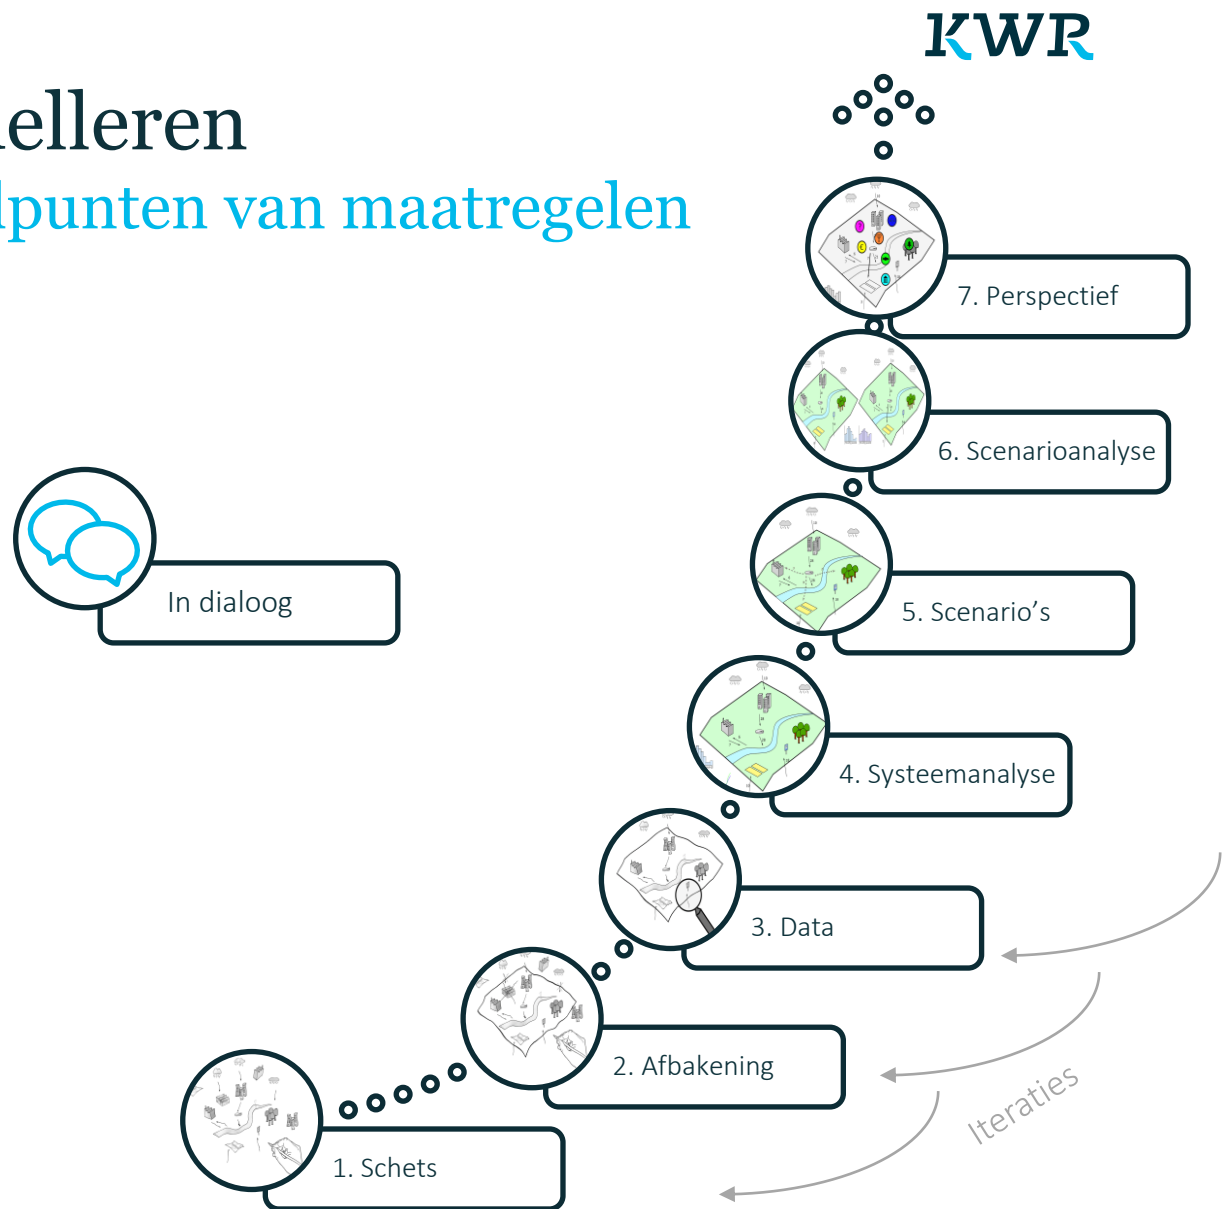 KWR
elleren
lpunten van maatregelen
7. Perspectief
6. Scenarioanalyse
5. Scenario's
In dialoog
4. Systeemanalyse
3. Data
2. Afbakening
Iteraties
1. Schets